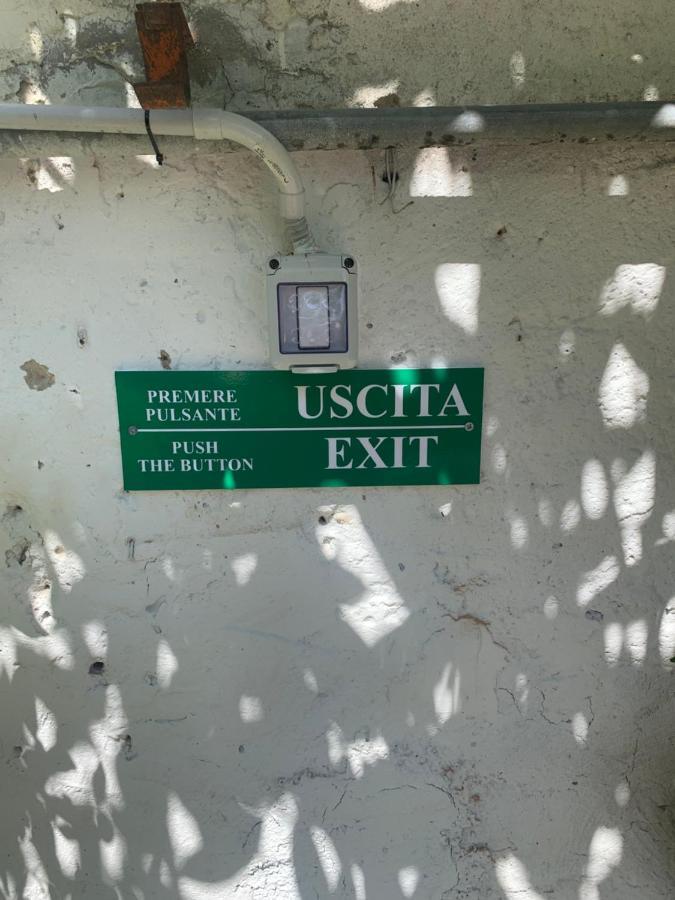 PREMERE
PULSANTE
USCITA
PUSH
THE BUTTON
EXIT